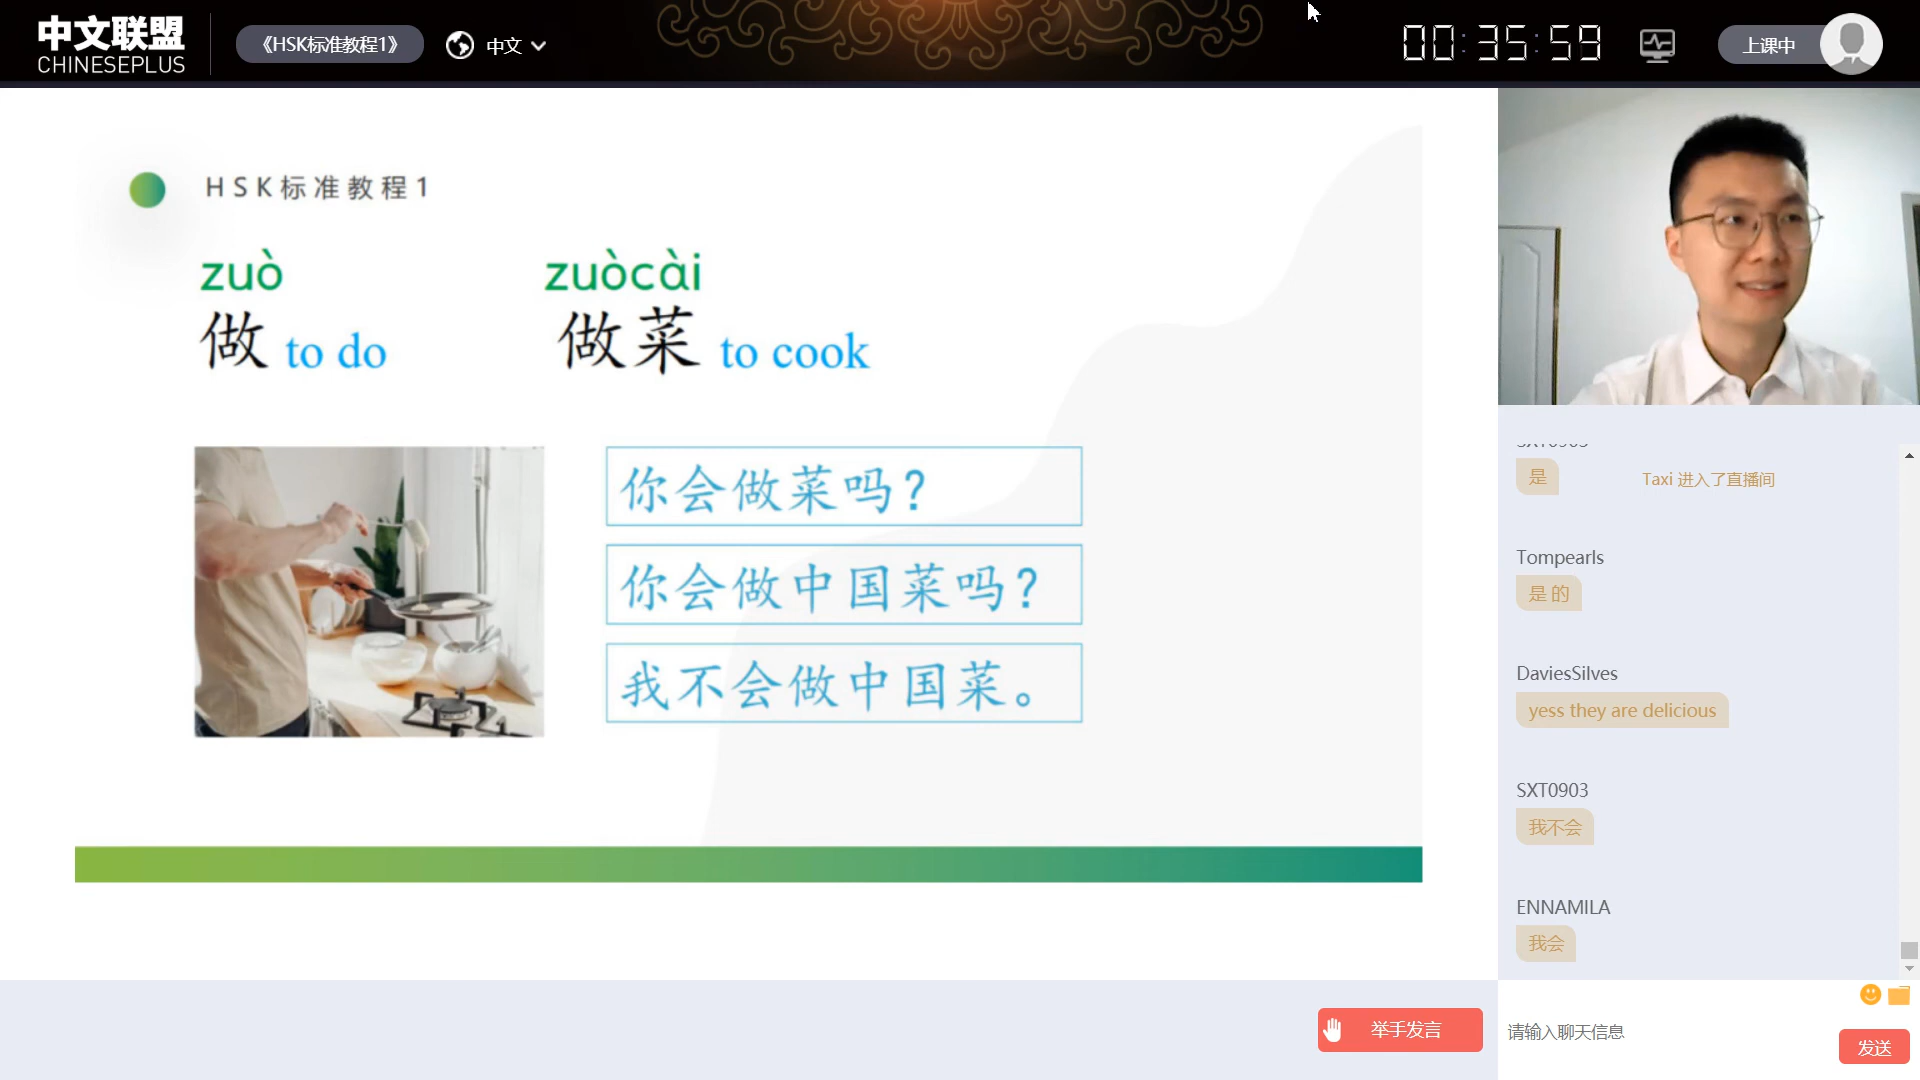 中文联盟
CHINESEPLUS
《HSK标准教程1》
中文
00:35:59
上课中
HSK标准教程1
zuò
zuòcài
做 to do
做菜 to cook
你会做菜吗？
你会做中国菜吗？
我不会做中国菜。
是
Taxi 进入了直播间
Tompearls
是 的
DaviesSilves
yess they are delicious
SXT0903
我不会
ENNAMILA
我会
举手发言
请输入聊天信息
发送